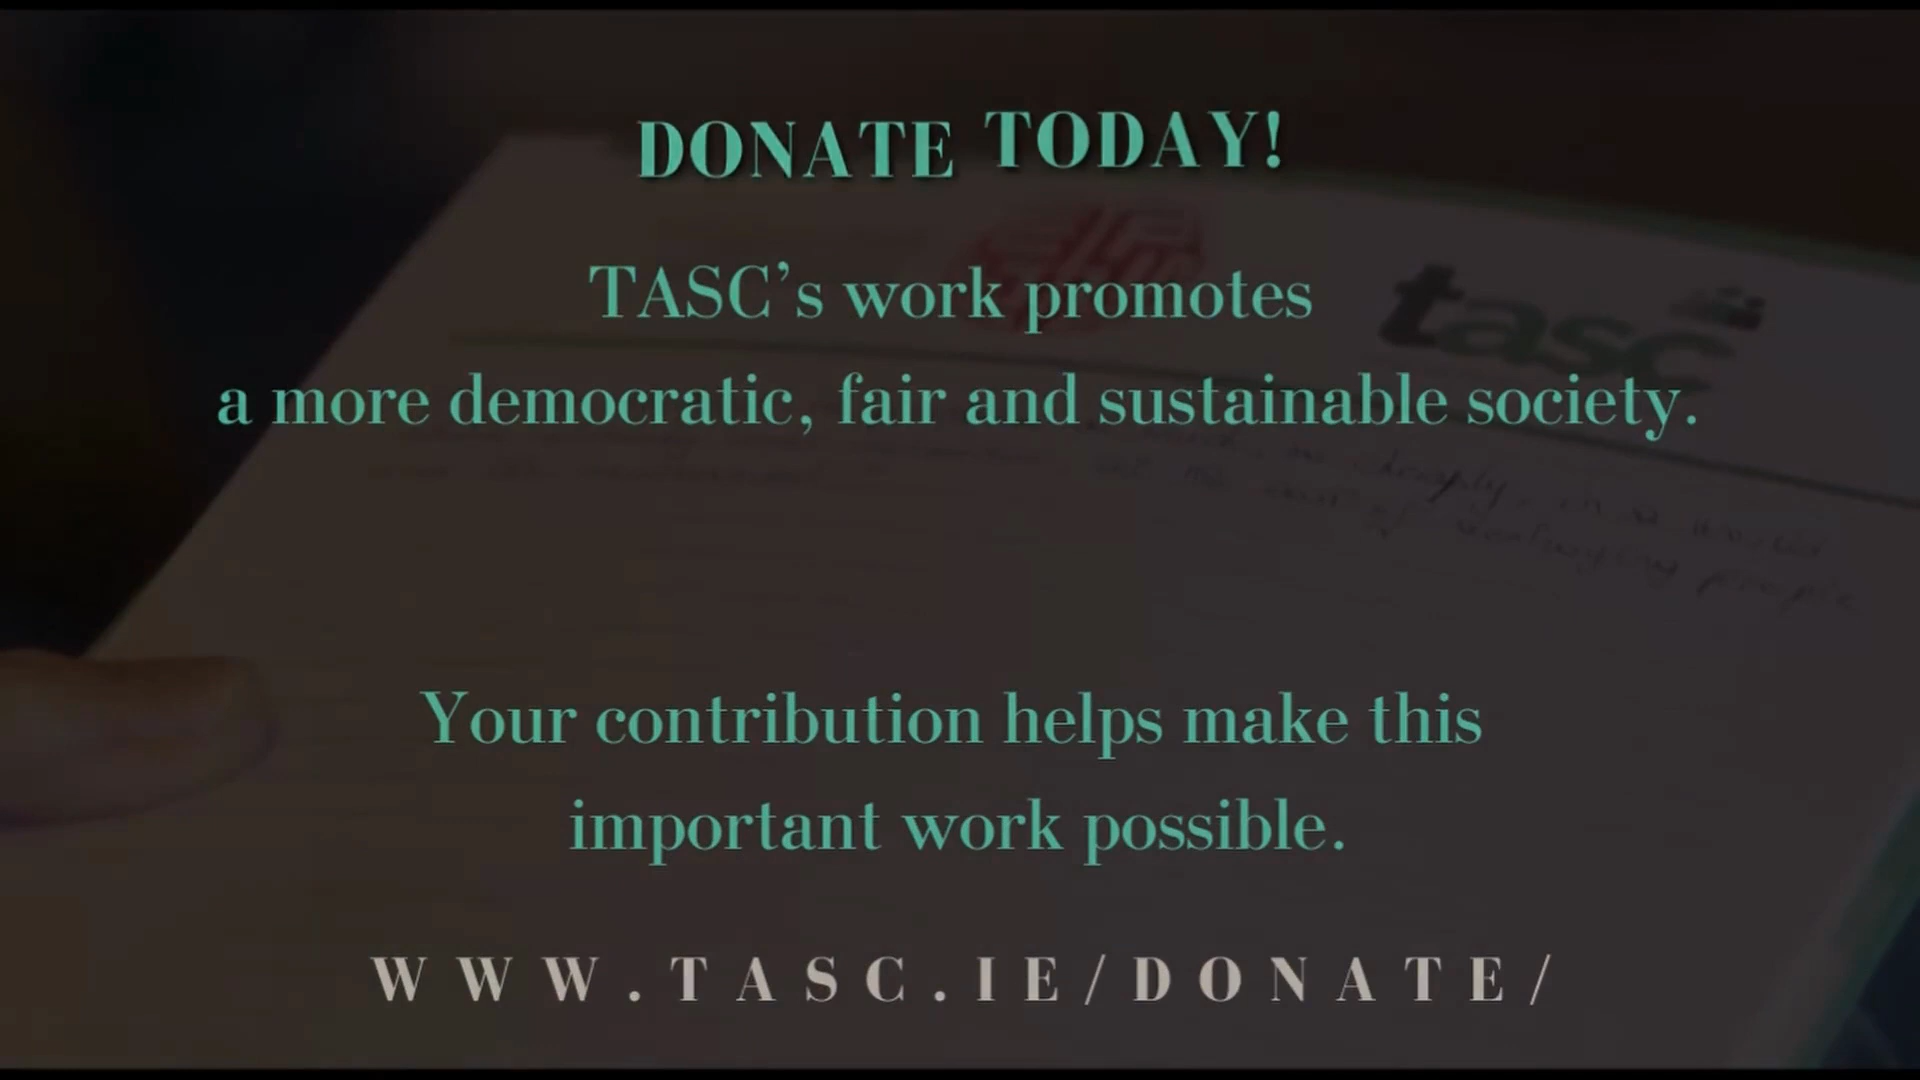 DONATE TODAY!
TASC’s work promotes
tasc
a more democratic, fair and sustainable society.
Your contribution helps make this
important work possible.
WWW.TASC.IE/DONATE/